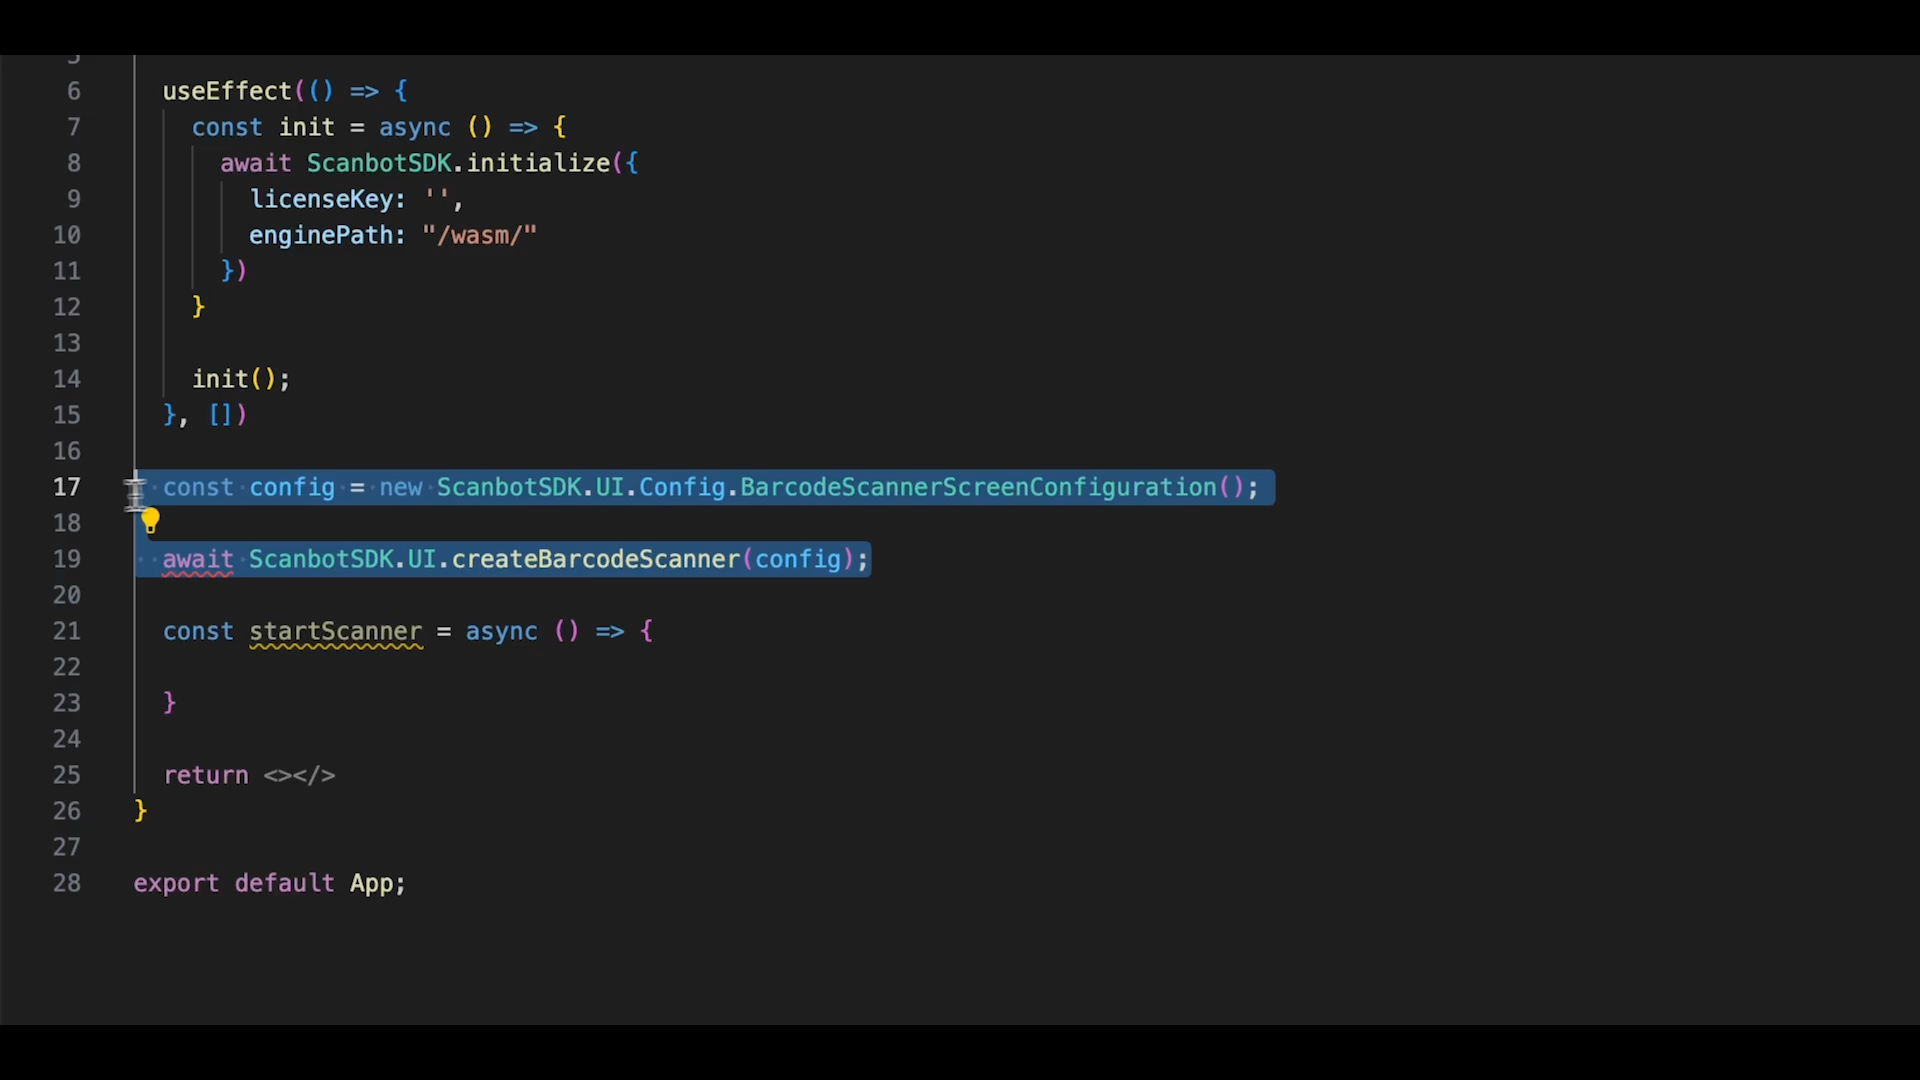 5
6 useEffect(() => {
7 const init = async () => {
8 await ScanbotSDK.initialize({
9 licenseKey: '',
10 enginePath: "/wasm/"
11 })
12 }
13
14 init();
15 }, [])
16
17 const config = new ScanbotSDK.UI.Config.BarcodeScannerScreenConfiguration();
18
19 await ScanbotSDK.UI.createBarcodeScanner(config);
20
21 const startScanner = async () => {
22
23 }
24
25 return <></>
26 }
27
28 export default App;